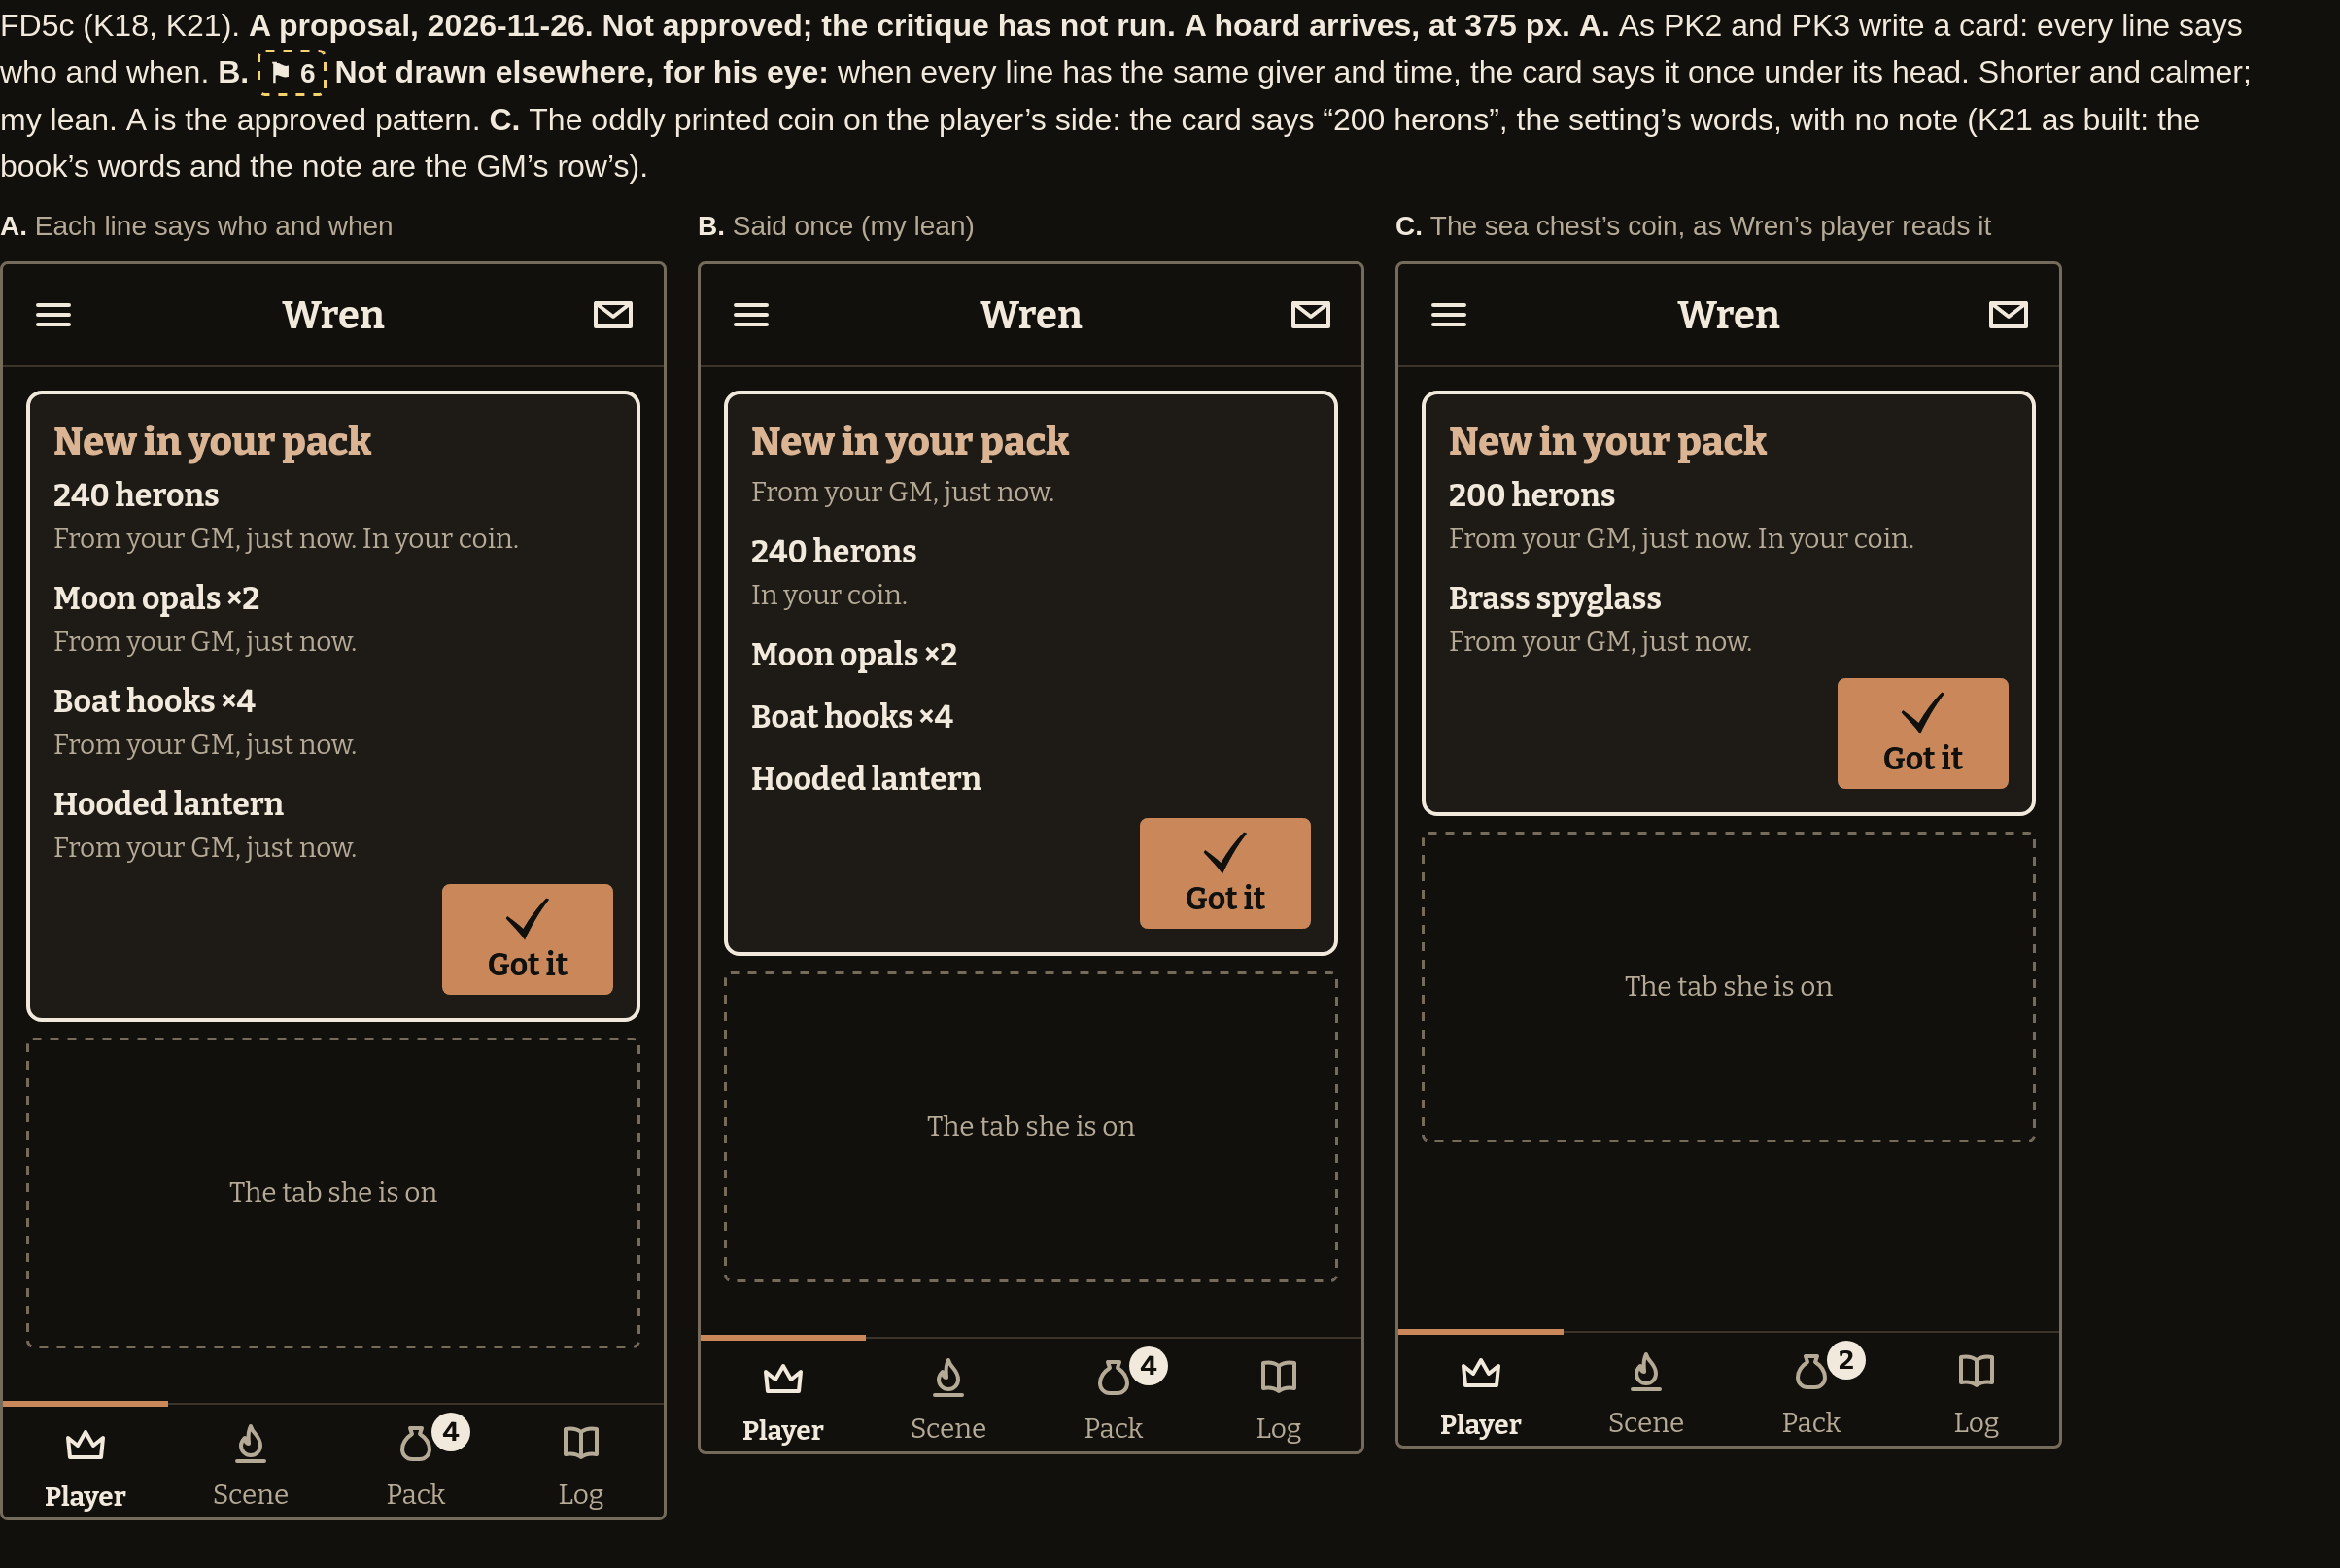 FD5c (K18, K21). A proposal, 2026-11-26. Not approved; the critique has not run. A hoard arrives, at 375 px. A. As PK2 and PK3 write a card: every line says
who and when. B. ⚑ 6 Not drawn elsewhere, for his eye: when every line has the same giver and time, the card says it once under its head. Shorter and calmer;
my lean. A is the approved pattern. C. The oddly printed coin on the player’s side: the card says “200 herons”, the setting’s words, with no note (K21 as built: the
book’s words and the note are the GM’s row’s).
A. Each line says who and when
Wren
New in your pack
240 herons
From your GM, just now. In your coin.
Moon opals ×2
From your GM, just now.
Boat hooks ×4
From your GM, just now.
Hooded lantern
From your GM, just now.
Got it
The tab she is on
4
Player Scene Pack Log
B. Said once (my lean)
Wren
New in your pack
From your GM, just now.
240 herons
In your coin.
Moon opals ×2
Boat hooks ×4
Hooded lantern
Got it
The tab she is on
4
Player Scene Pack Log
C. The sea chest’s coin, as Wren’s player reads it
Wren
New in your pack
200 herons
From your GM, just now. In your coin.
Brass spyglass
From your GM, just now.
Got it
The tab she is on
2
Player Scene Pack Log